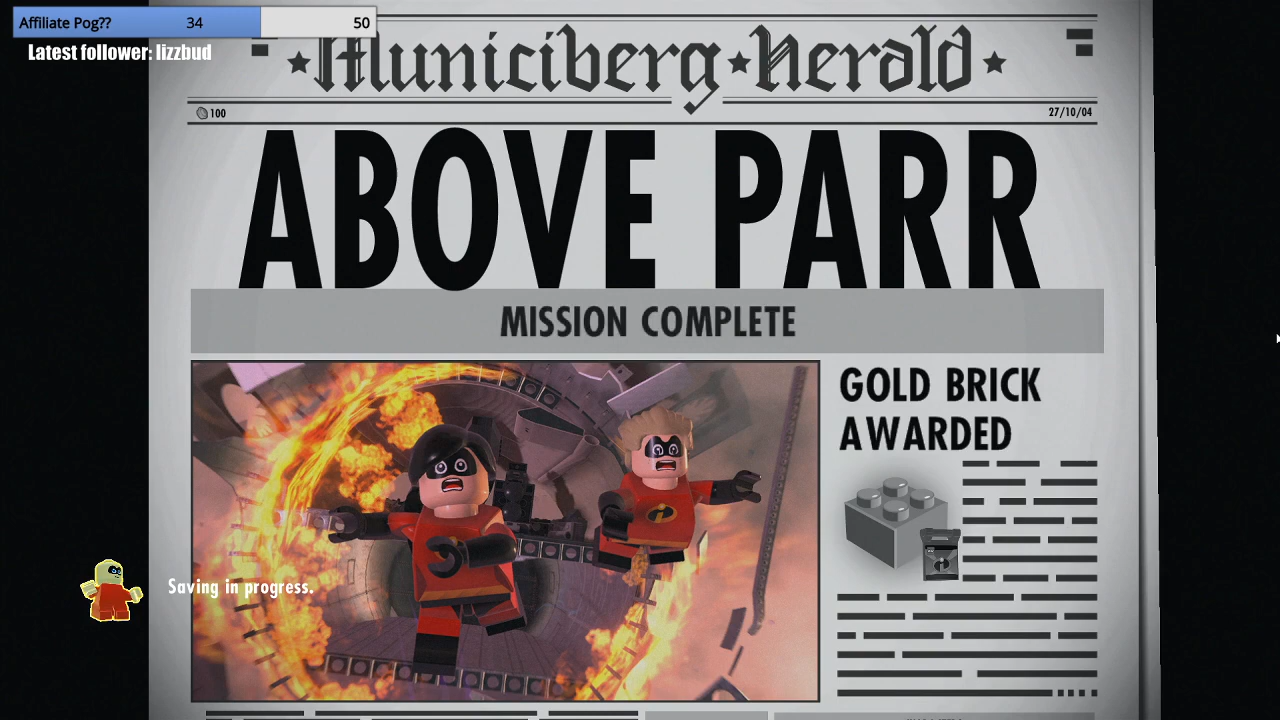 Affiliate Pog?? 34 50
Latest follower: lizzbud
Municiberg Herald
100 27/10/04
ABOVE PARR
MISSION COMPLETE
GOLD BRICK
AWARDED
Saving in progress.